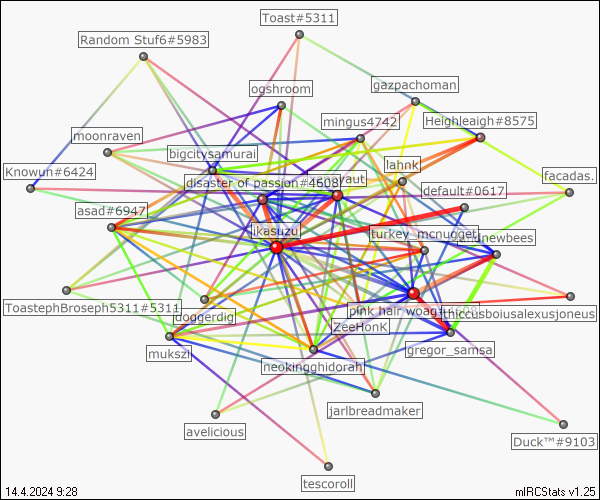 Toast#5311
Random Stuf6#5983
ogshroom
gazpachoman
mingus4742
Heighleaigh#8575
moonraven
bigcitysamurai
lahnk
Knowun#6424
disaster of passion#4608
facadas.
default#0617
asad#6947
ikasuzu
turkey_mcnugget
ToastephBroseph5311#5311
doggerdig
pink hair woag
thiccusboiusalexusjoneus
ZeeHonK
mukszi
gregor_samsa
neokingghidorah
jarlbreadmaker
avelicious
Duck™#9103
tescoroll
14.4.2024 9:28
mIRCStats v1.25